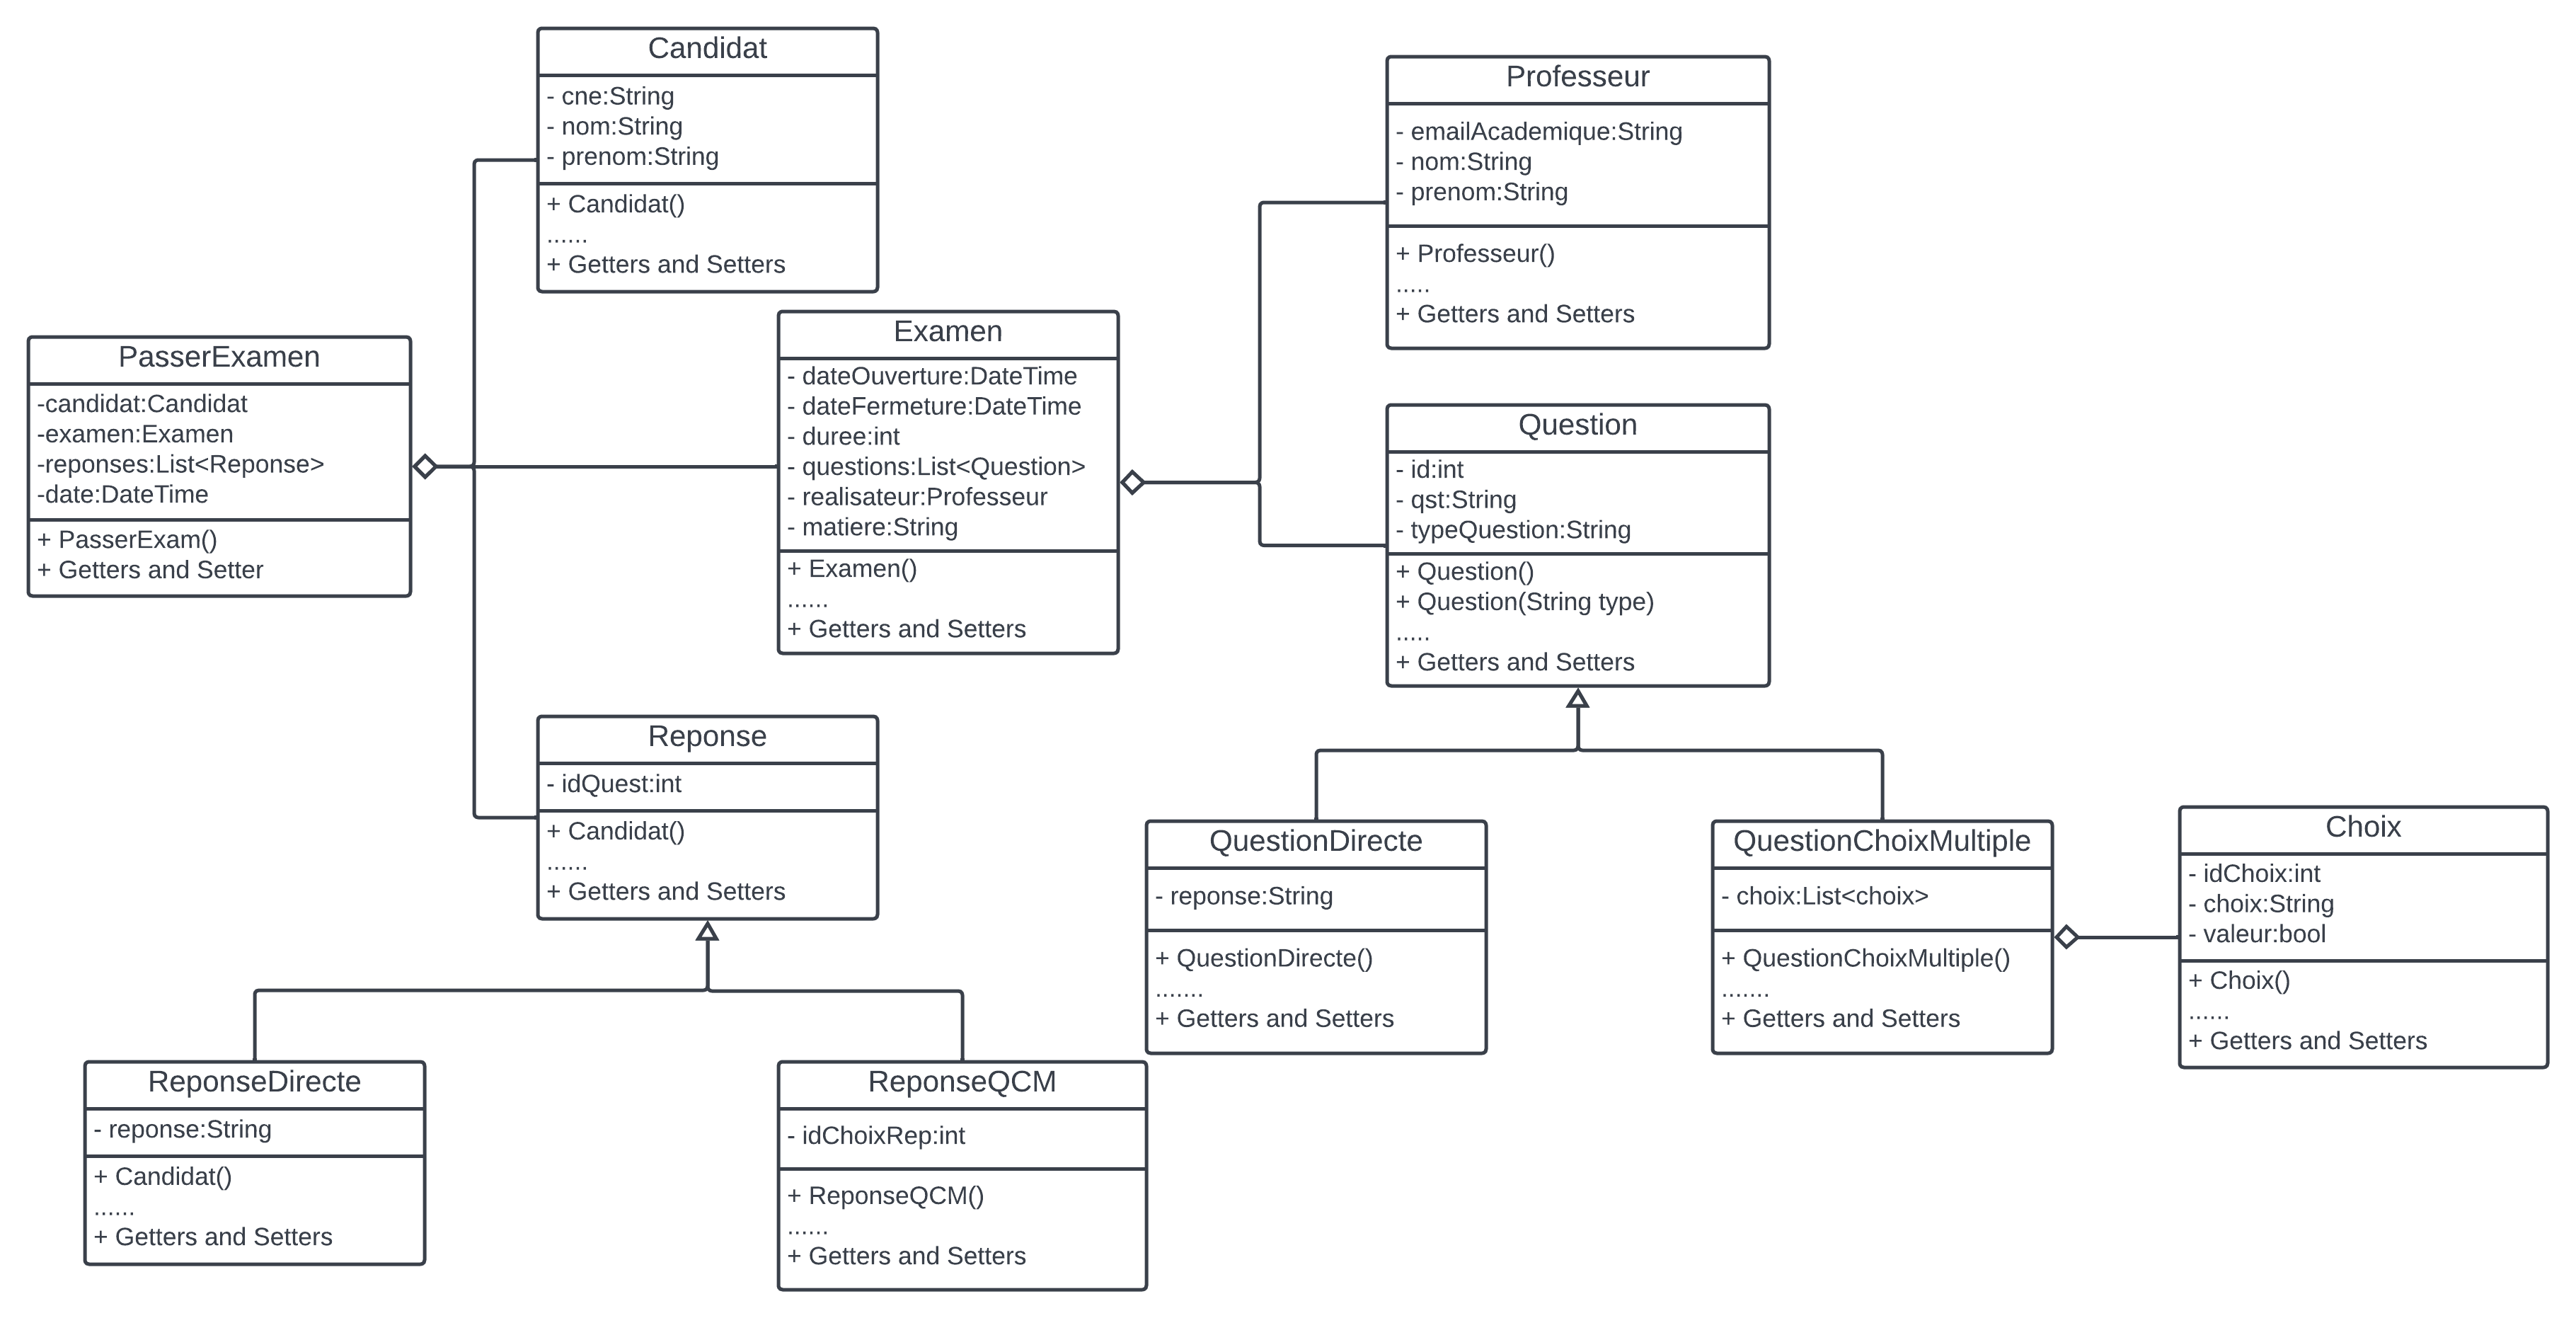 Candidat
- cne:String
- nom:String
- prenom:String
+ Candidat()
......
+ Getters and Setters
Professeur
- emailAcademique:String
- nom:String
- prenom:String
+ Professeur()
.....
+ Getters and Setters
PasserExamen
-candidat:Candidat
-examen:Examen
-reponses:List<Reponse>
-date:DateTime
+ PasserExam()
+ Getters and Setter
Examen
- dateOuverture:DateTime
- dateFermeture:DateTime
- duree:int
- questions:List<Question>
- realisateur:Professeur
- matiere:String
+ Examen()
......
+ Getters and Setters
Question
- id:int
- qst:String
- typeQuestion:String
+ Question()
+ Question(String type)
.....
+ Getters and Setters
Reponse
- idQuest:int
+ Candidat()
......
+ Getters and Setters
QuestionDirecte
- reponse:String
+ QuestionDirecte()
.......
+ Getters and Setters
QuestionChoixMultiple
- choix:List<choix>
+ QuestionChoixMultiple()
.......
+ Getters and Setters
Choix
- idChoix:int
- choix:String
- valeur:bool
+ Choix()
......
+ Getters and Setters
ReponseDirecte
- reponse:String
+ Candidat()
......
+ Getters and Setters
ReponseQCM
- idChoixRep:int
+ ReponseQCM()
......
+ Getters and Setters